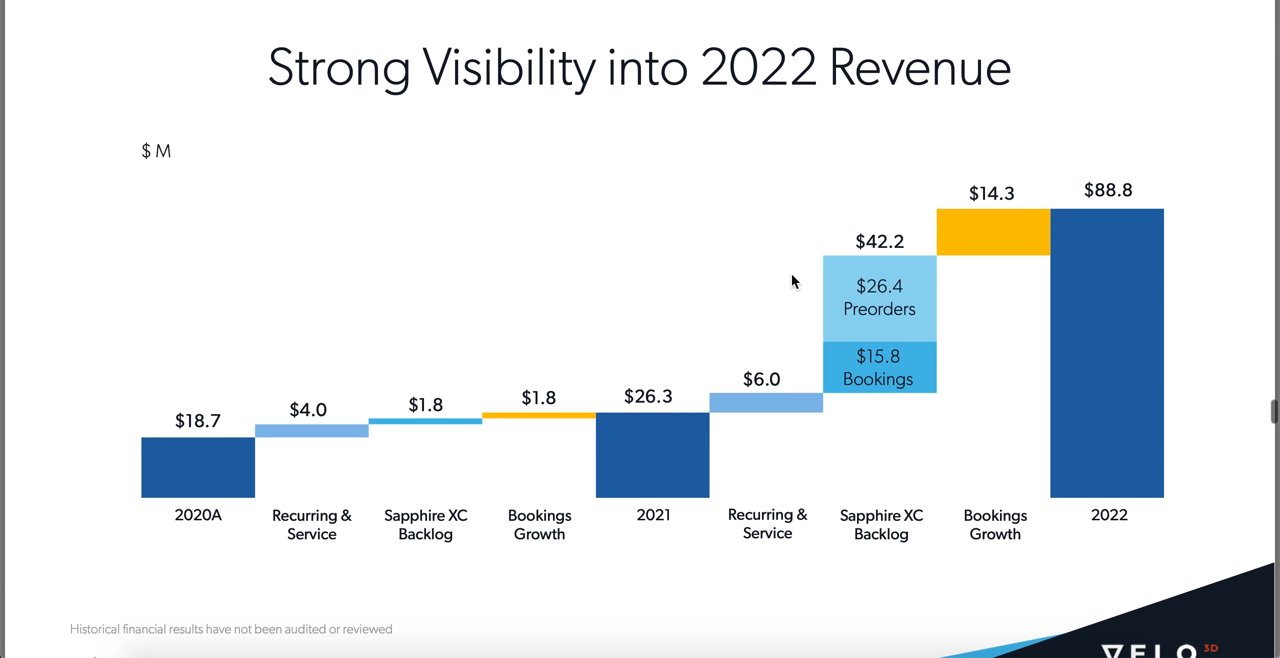 Strong Visibility into 2022 Revenue
$ M
$18.7
$4.0
$1.8
$1.8
$26.3
$6.0
$42.2
$26.4
Preorders
$15.8
Bookings
$14.3
$88.8
2020A
Recurring &
Service
Sapphire XC
Backlog
Bookings
Growth
2021
Recurring &
Service
Sapphire XC
Backlog
Bookings
Growth
2022
Historical financial results have not been audited or reviewed
VELO 3D